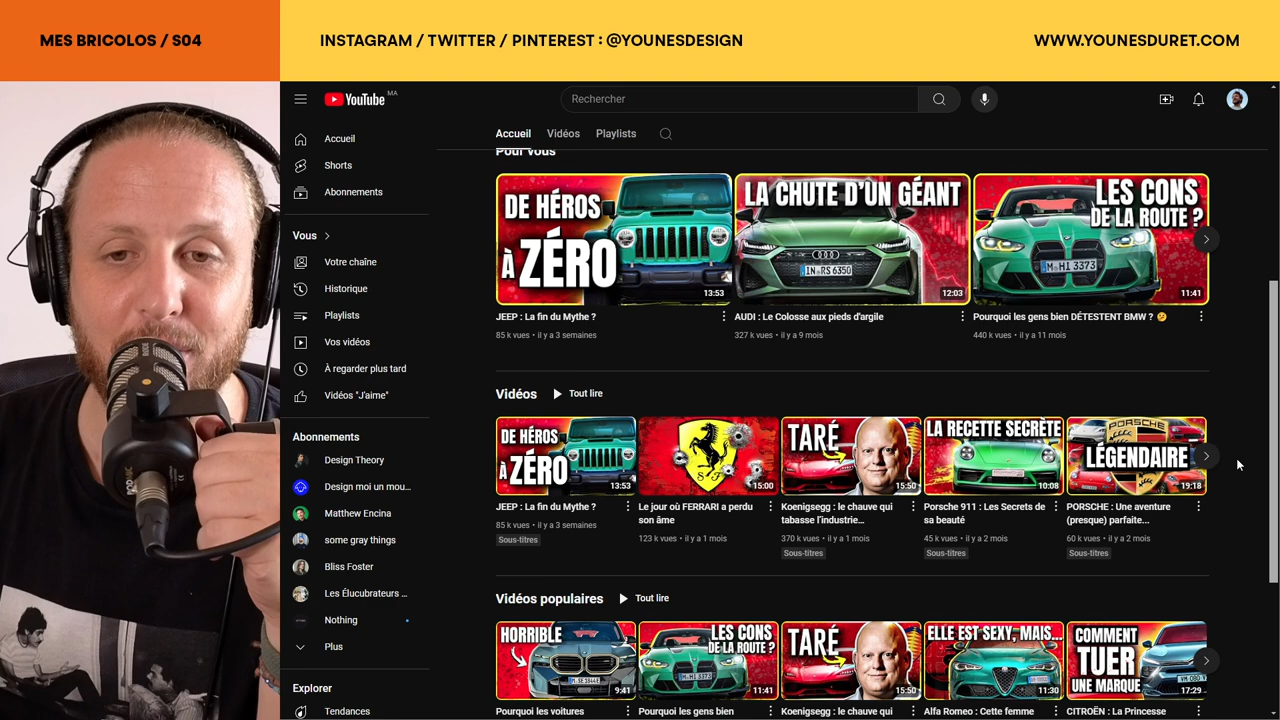 MES BRICOLOS / S04
INSTAGRAM / TWITTER / PINTEREST : @YOUNESDESIGN
WWW.YOUNESDURET.COM
YouTube MA
Rechercher
Accueil
Shorts
Abonnements
Vous
Votre chaîne
Historique
Playlists
Vos vidéos
À regarder plus tard
Vidéos "J'aime"
Abonnements
Design Theory
Design moi un mou...
Matthew Encina
some gray things
Bliss Foster
Les Élucubrateurs ...
Nothing
Plus
Explorer
Tendances
Accueil
Vidéos
Playlists
Pour vous
DE HÉROS
À ZÉRO
13:53
LA CHUTE D'UN GÉANT
IN RS 6350
12:03
LES CONS
DE LA ROUTE ?
M HI 3373
11:41
JEEP : La fin du Mythe ?
85 k vues • il y a 3 semaines
AUDI : Le Colosse aux pieds d'argile
327 k vues • il y a 9 mois
Pourquoi les gens bien DÉTESTENT BMW ? 😕
440 k vues • il y a 11 mois
Vidéos
Tout lire
DE HÉROS
À ZÉRO
13:53
S F
15:00
TARÉ
15:50
LA RECETTE SECRÈTE
10:08
PORSCHE
LÉGENDAIRE
19:18
JEEP : La fin du Mythe ?
85 k vues • il y a 3 semaines
Sous-titres
Le jour où FERRARI a perdu
son âme
123 k vues • il y a 1 mois
Koenigsegg : le chauve qui
tabasse l'industrie...
370 k vues • il y a 1 mois
Sous-titres
Porsche 911 : Les Secrets de
sa beauté
45 k vues • il y a 2 mois
Sous-titres
PORSCHE : Une aventure
(presque) parfaite...
60 k vues • il y a 2 mois
Sous-titres
Vidéos populaires
Tout lire
HORRIBLE
9:41
LES CONS
DE LA ROUTE ?
11:41
TARÉ
15:50
ELLE EST SEXY, MAIS...
11:30
COMMENT
TUER
UNE MARQUE
17:29
Pourquoi les voitures
Pourquoi les gens bien
Koenigsegg : le chauve qui
Alfa Romeo : Cette femme
CITROËN : La Princesse